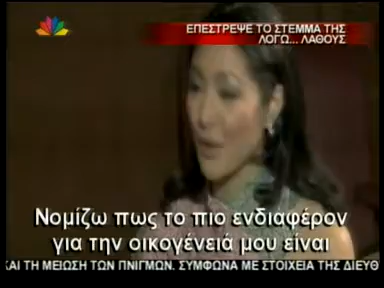 ΕΠΕΣΤΡΕΨΕ ΤΟ ΣΤΕΜΜΑ ΤΗΣ
ΛΟΓΩ... ΛΑΘΟΥΣ
Νομίζω πως το πιο ενδιαφέρον
για την οικογένειά μου είναι
ΚΑΙ ΤΗ ΜΕΙΩΣΗ ΤΩΝ ΠΝΙΓΜΩΝ. ΣΥΜΦΩΝΑ ΜΕ ΣΤΟΙΧΕΙΑ ΤΗΣ ΔΙΕΥΘ